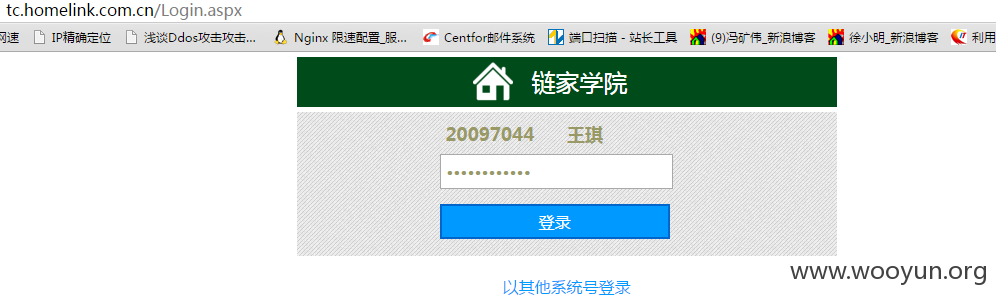 tc.homelink.com.cn/Login.aspx
网速 IP精确定位 浅谈Ddos攻击攻击... Nginx 限速配置_服... Centfor邮件系统 端口扫描 - 站长工具 (9)冯矿伟_新浪博客 徐小明_新浪博客 利用
链家学院
20097044 王琪
••••••••••••
登录
以其他系统号登录
www.wooyun.org